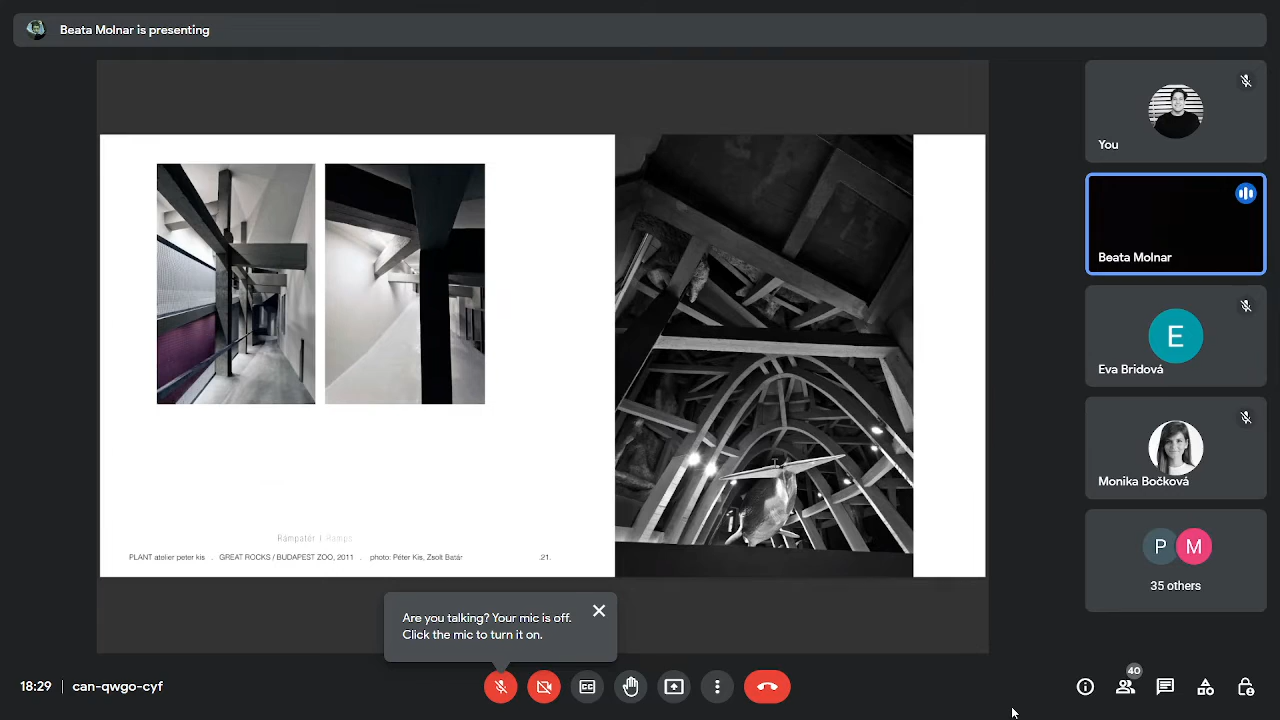 Beata Molnar is presenting
You
Beata Molnar
Eva Bridová
Monika Bočková
E
P M
35 others
Rámpatér / Ramps
PLANT atelier peter kis . GREAT ROCKS / BUDAPEST ZOO, 2011 . photo: Péter Kis, Zsolt Batár .21.
Are you talking? Your mic is off.
Click the mic to turn it on.
18:29 | can-qwgo-cyf
CC
40